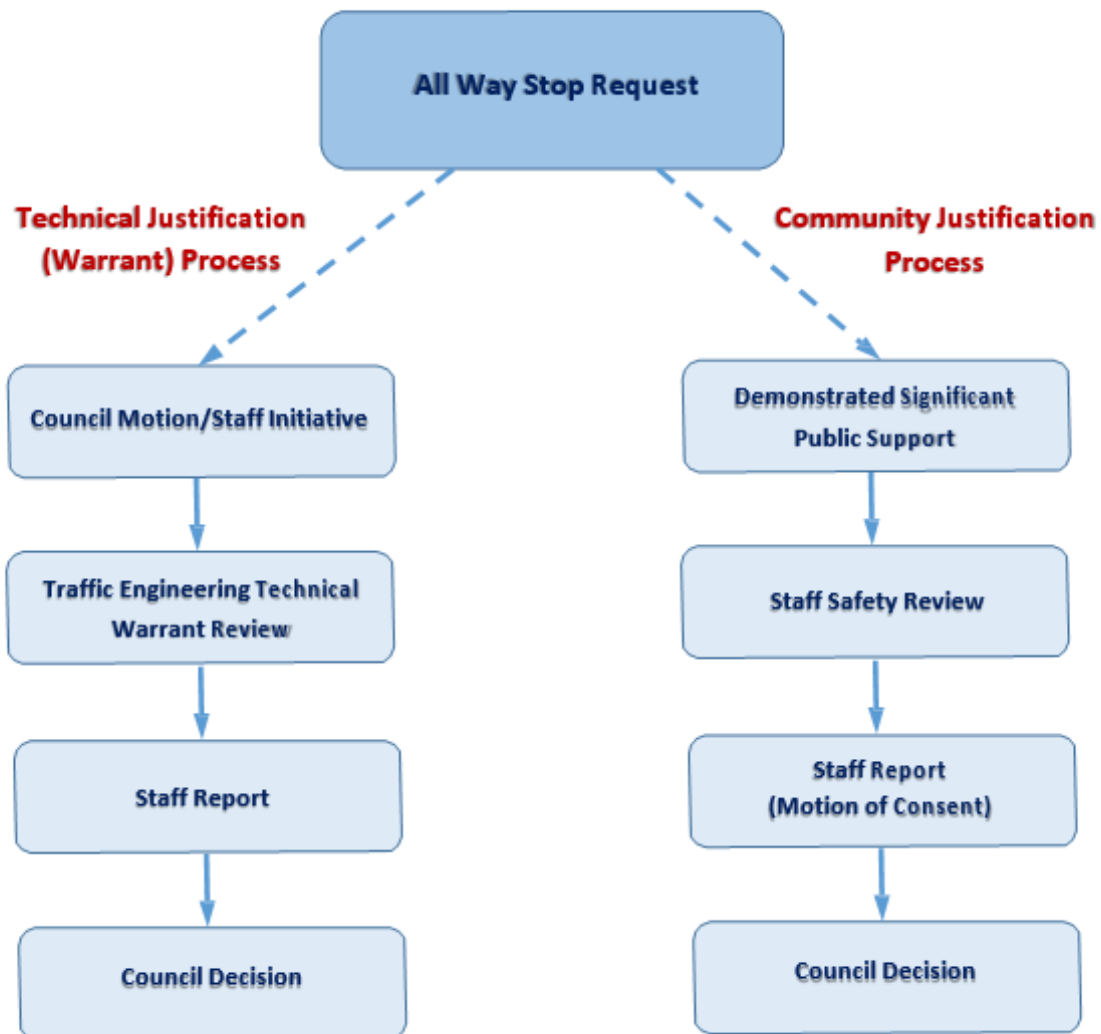 All Way Stop Request
Technical Justification
(Warrant) Process
Community Justification
Process
Council Motion/Staff Initiative
Demonstrated Significant
Public Support
Traffic Engineering Technical
Warrant Review
Staff Safety Review
Staff Report
Staff Report
(Motion of Consent)
Council Decision
Council Decision